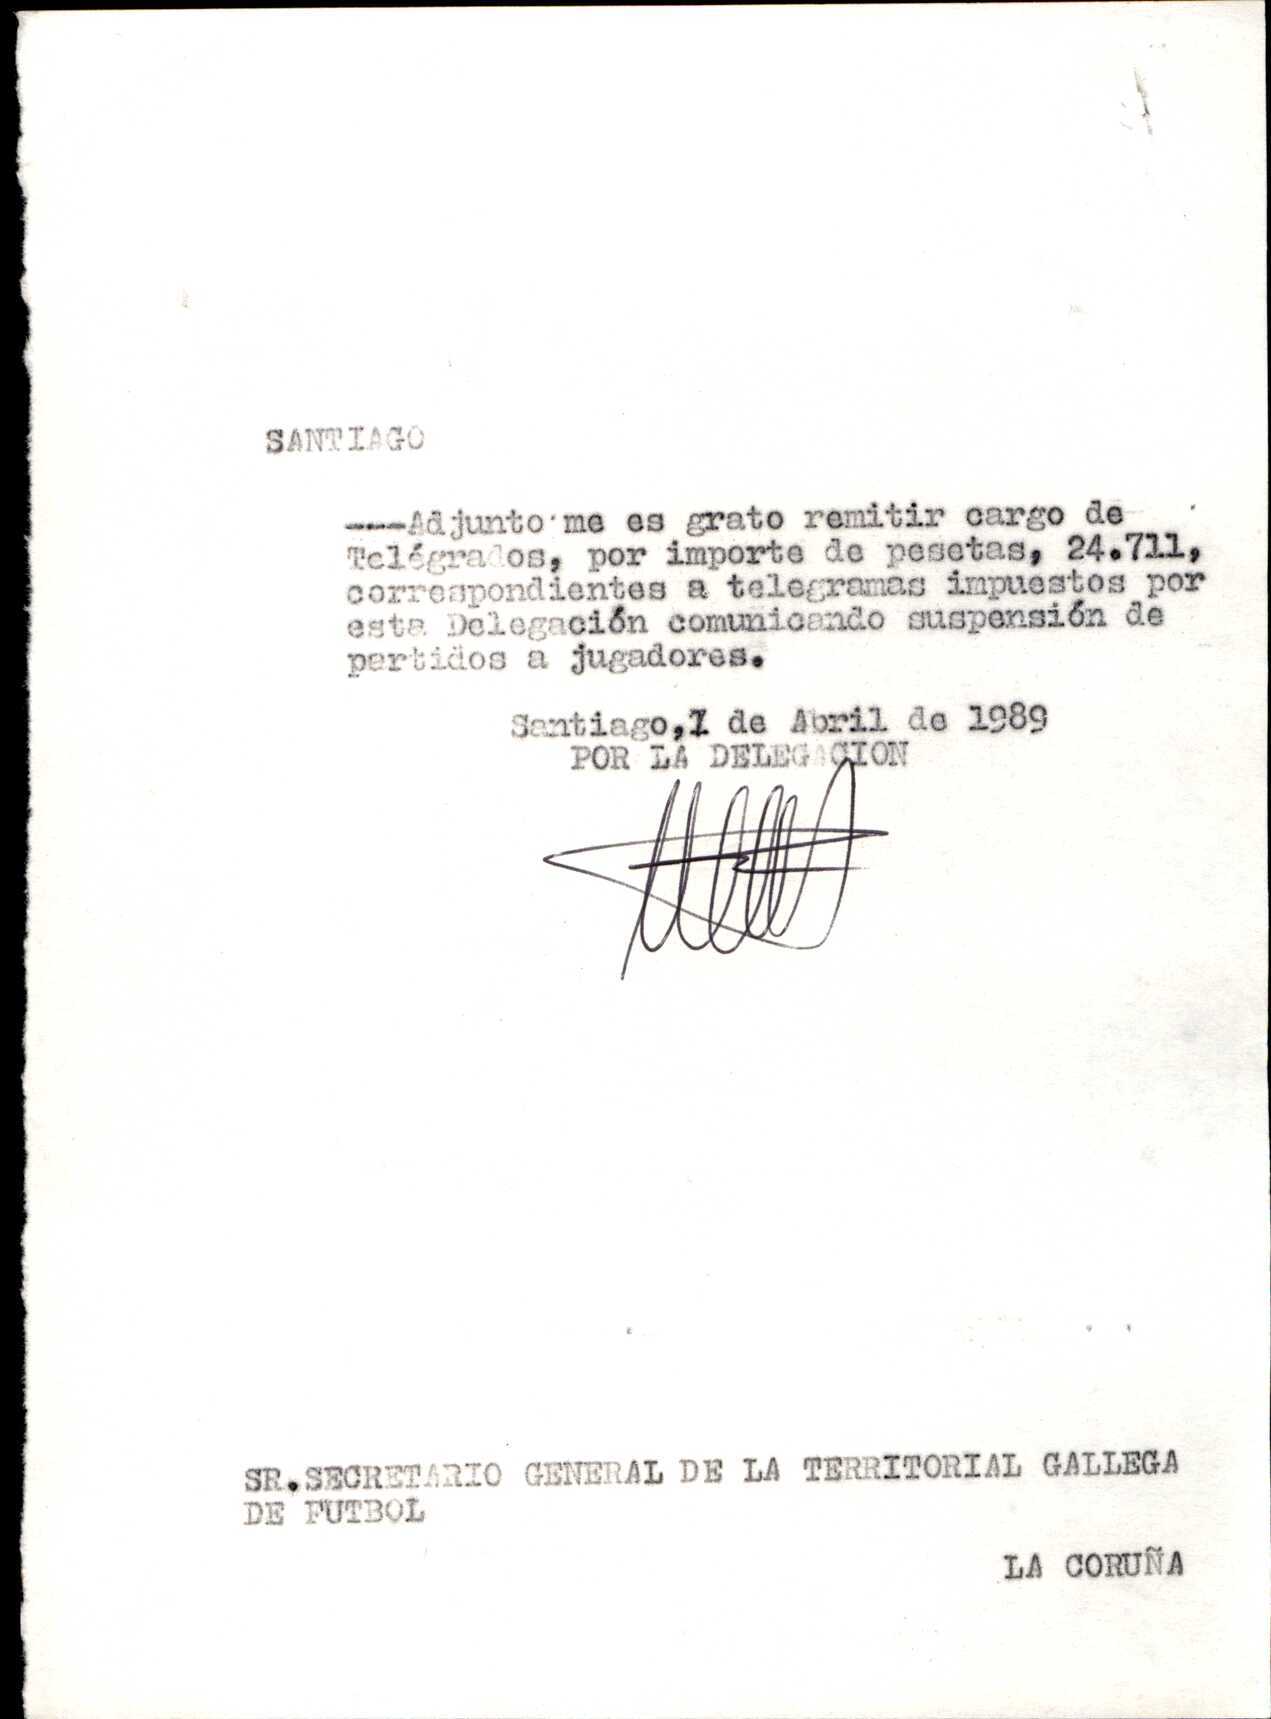 SANTIAGO
----Adjunto me es grato remitir cargo de
Telégrados, por importe de pesetas, 24.711,
correspondientes a telegramas impuestos por
esta Delegación comunicando suspensión de
partidos a jugadores.
Santiago, de Abril de 1989
POR LA DELEGACION
SR.SECRETARIO GENERAL DE LA TERRITORIAL GALLEGA
DE FUTBOL
LA CORUÑA